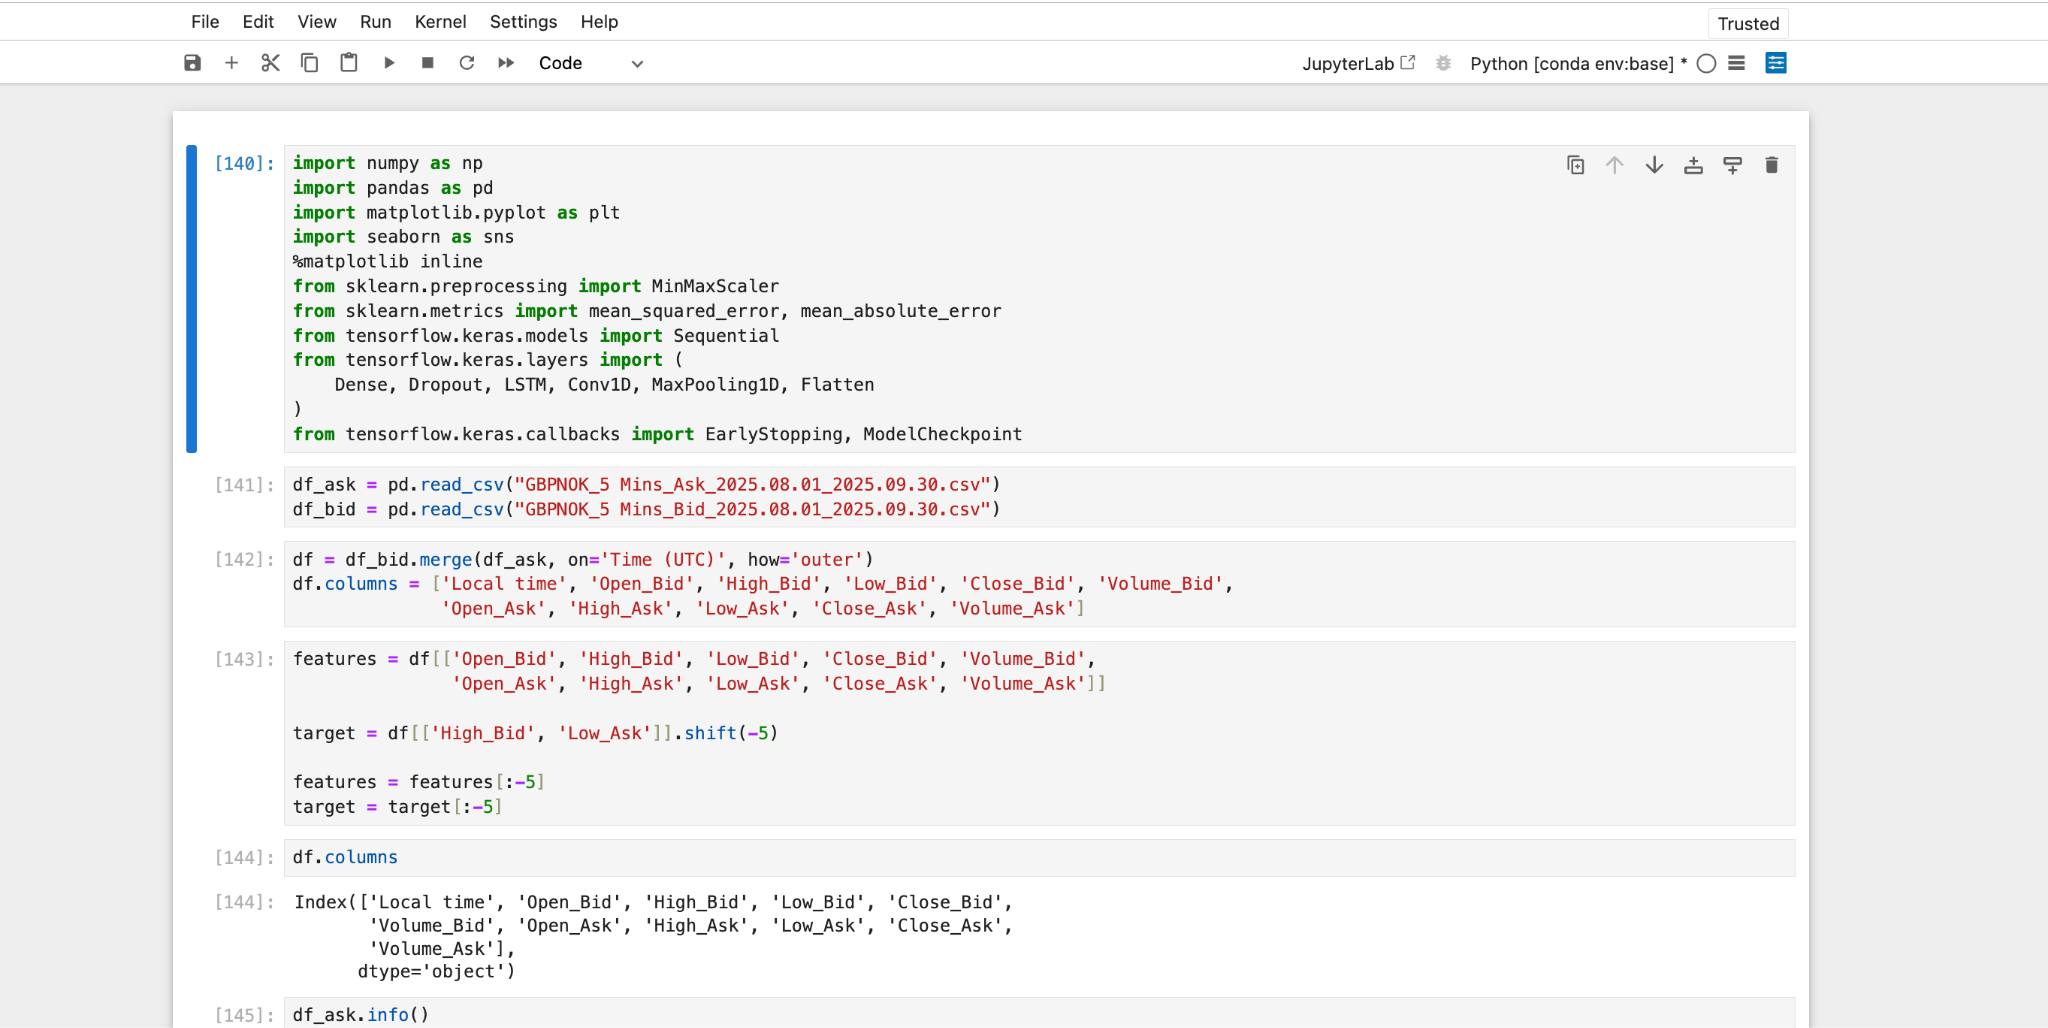 File Edit View Run Kernel Settings Help
Trusted
Code
JupyterLab
Python [conda env:base] *
[140]:
import numpy as np
import pandas as pd
import matplotlib.pyplot as plt
import seaborn as sns
%matplotlib inline
from sklearn.preprocessing import MinMaxScaler
from sklearn.metrics import mean_squared_error, mean_absolute_error
from tensorflow.keras.models import Sequential
from tensorflow.keras.layers import (
    Dense, Dropout, LSTM, Conv1D, MaxPooling1D, Flatten
)
from tensorflow.keras.callbacks import EarlyStopping, ModelCheckpoint
[141]:
df_ask = pd.read_csv("GBPNOK_5 Mins_Ask_2025.08.01_2025.09.30.csv")
df_bid = pd.read_csv("GBPNOK_5 Mins_Bid_2025.08.01_2025.09.30.csv")
[142]:
df = df_bid.merge(df_ask, on='Time (UTC)', how='outer')
df.columns = ['Local time', 'Open_Bid', 'High_Bid', 'Low_Bid', 'Close_Bid', 'Volume_Bid',
              'Open_Ask', 'High_Ask', 'Low_Ask', 'Close_Ask', 'Volume_Ask']
[143]:
features = df[['Open_Bid', 'High_Bid', 'Low_Bid', 'Close_Bid', 'Volume_Bid',
               'Open_Ask', 'High_Ask', 'Low_Ask', 'Close_Ask', 'Volume_Ask']]
target = df[['High_Bid', 'Low_Ask']].shift(-5)
features = features[:-5]
target = target[:-5]
[144]:
df.columns
[144]:
Index(['Local time', 'Open_Bid', 'High_Bid', 'Low_Bid', 'Close_Bid',
       'Volume_Bid', 'Open_Ask', 'High_Ask', 'Low_Ask', 'Close_Ask',
       'Volume_Ask'],
      dtype='object')
[145]:
df_ask.info()